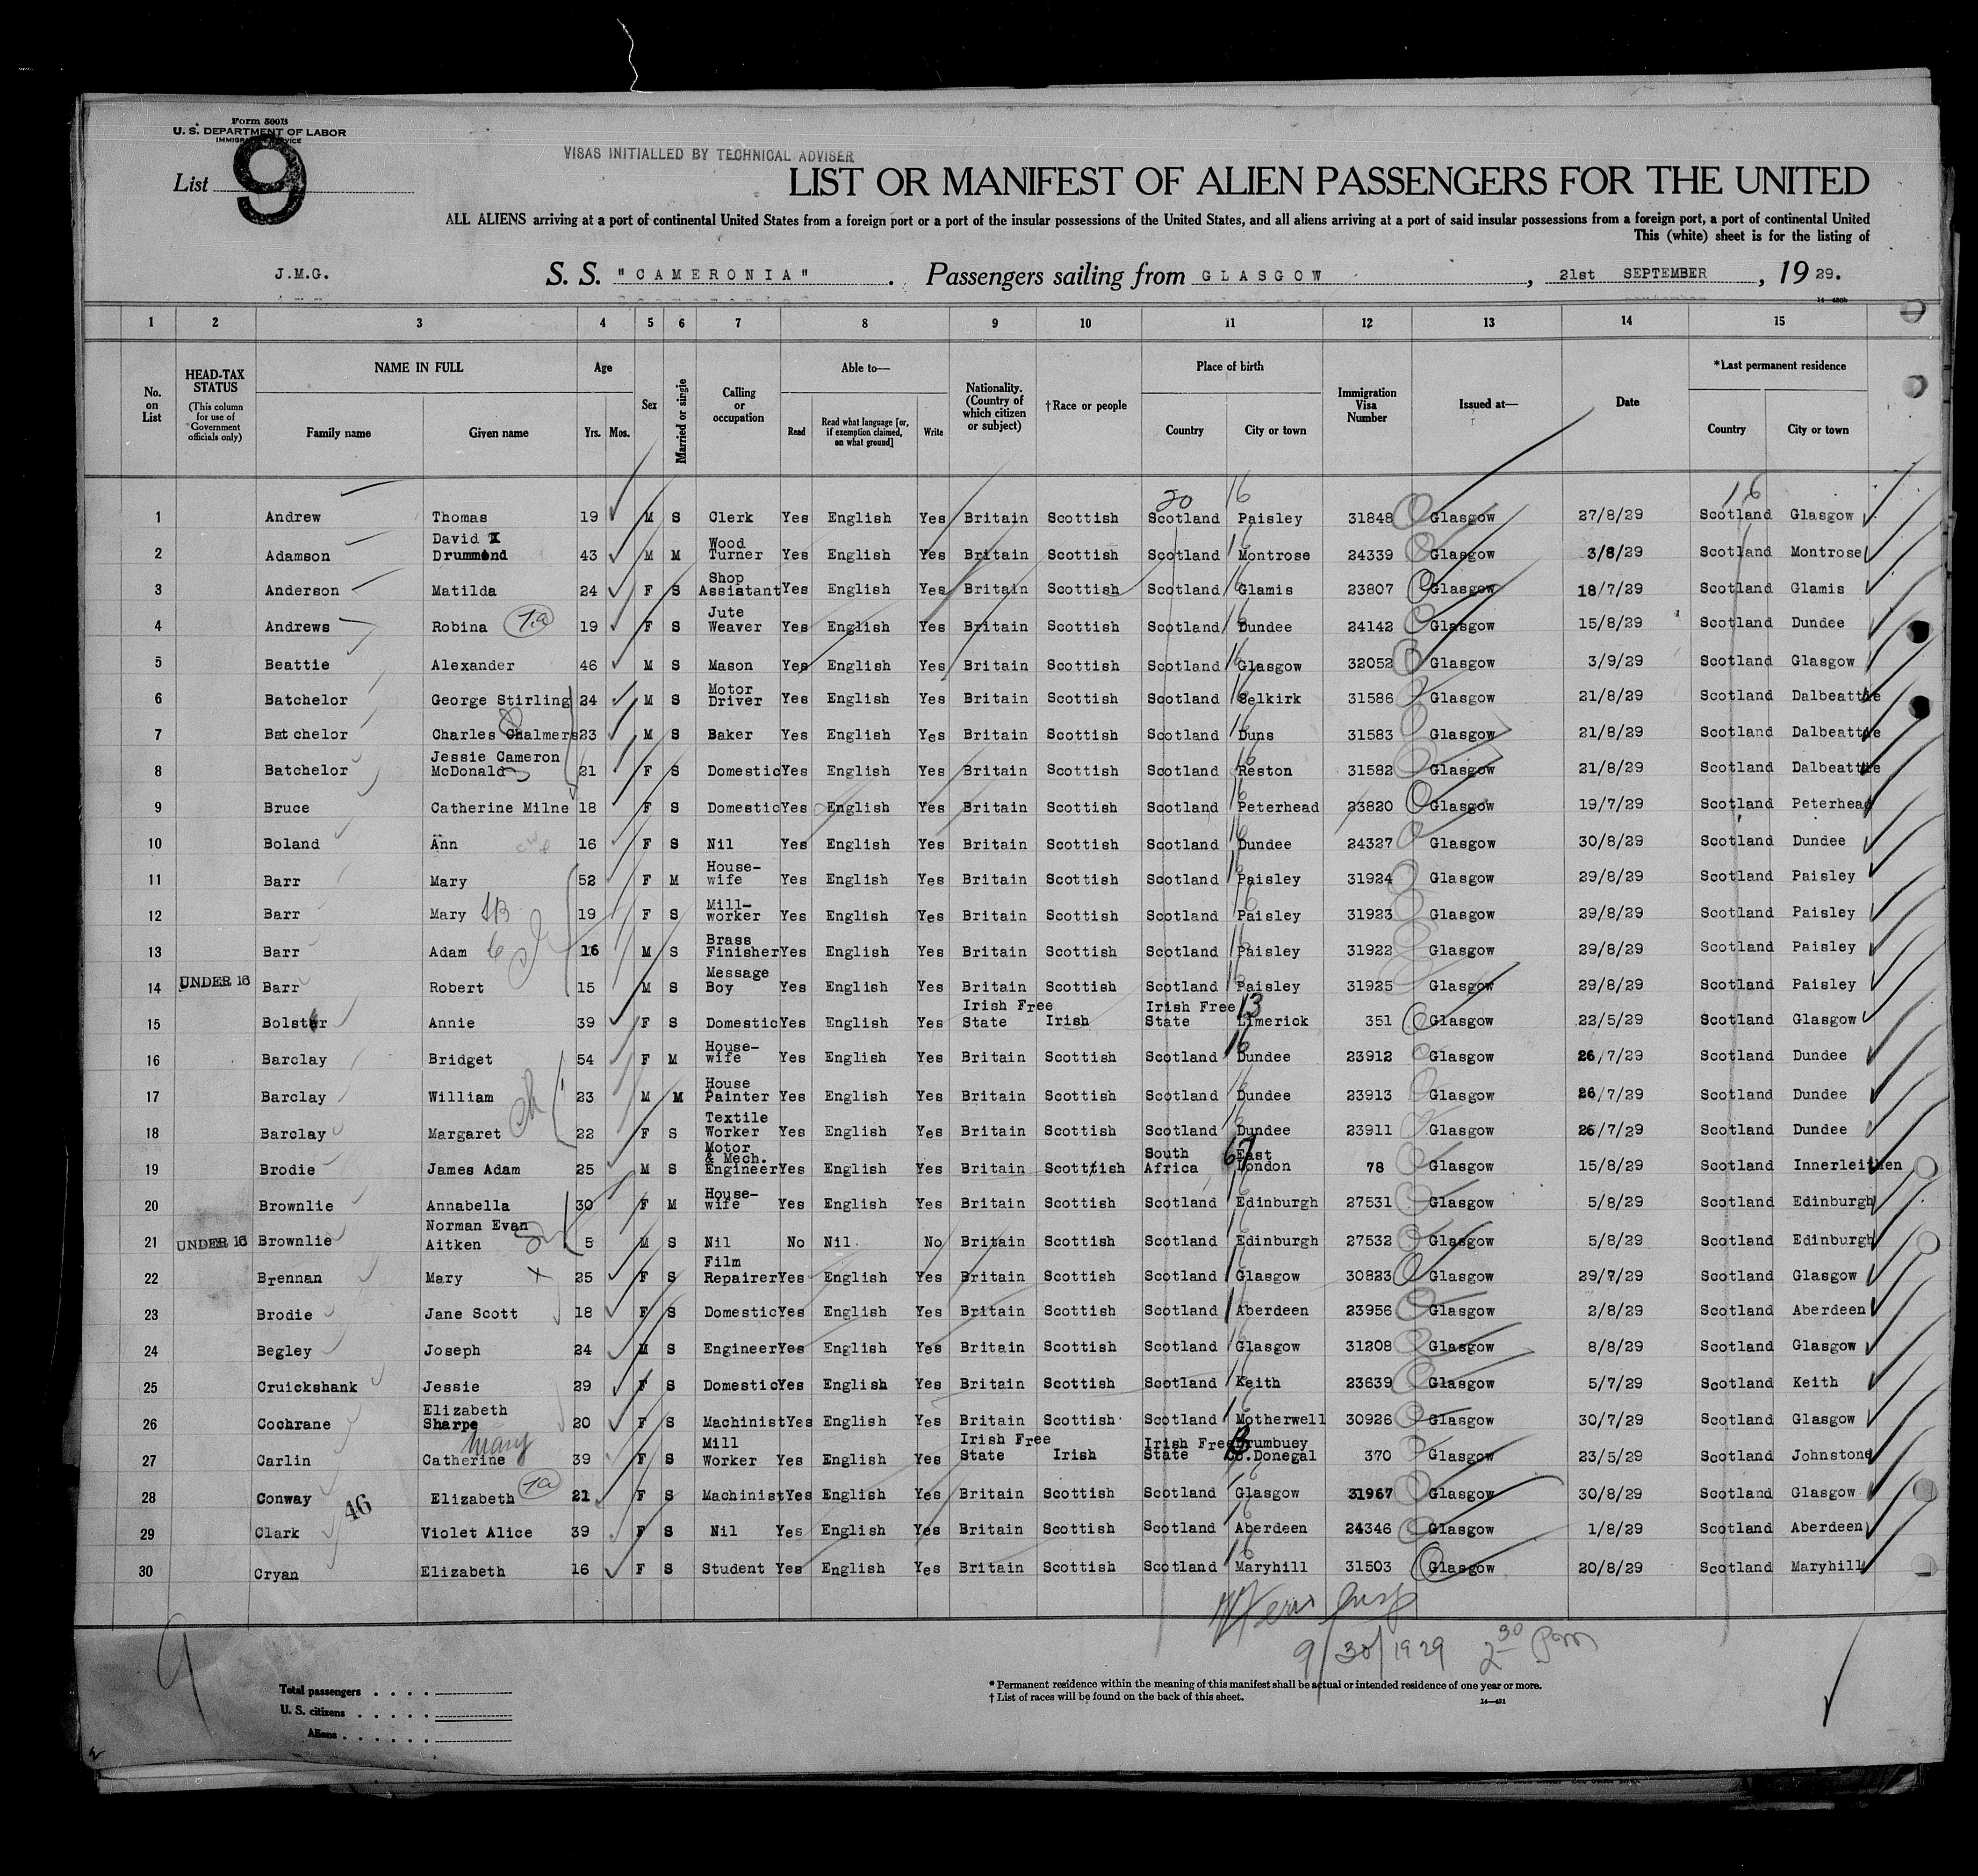 Form 500B
U. S. DEPARTMENT OF LABOR
IMMIGRATION SERVICE
VISAS INITIALLED BY TECHNICAL ADVISER
List 9
LIST OR MANIFEST OF ALIEN PASSENGERS FOR THE UNITED
ALL ALIENS arriving at a port of continental United States from a foreign port or a port of the insular possessions of the United States, and all aliens arriving at a port of said insular possessions from a foreign port, a port of continental United
This (white) sheet is for the listing of
J.M.G. S. S. "CAMERONIA". Passengers sailing from GLASGOW, 21st SEPTEMBER, 19 29.
14—430b
1 2 3 4 5 6 7 8 9 10 11 12 13 14 15
No. on List HEAD-TAX STATUS (This column for use of Government officials only) NAME IN FULL Family name Given name Age Yrs. Mos. Sex Married or single Calling or occupation Able to— Read Read what language [or, if exemption claimed, on what ground] Write Nationality. (Country of which citizen or subject) †Race or people Place of birth Country City or town Immigration Visa Number Issued at— Date *Last permanent residence Country City or town
20 16 16
1 Andrew Thomas 19 M S Clerk Yes English Yes Britain Scottish Scotland Paisley 31848 Glasgow 27/8/29 Scotland Glasgow
2 Adamson David X Drummond 43 M M Wood Turner Yes English Yes Britain Scottish Scotland 16 Montrose 24339 Glasgow 3/8/29 Scotland Montrose
3 Anderson Matilda 24 F S Shop Assistant Yes English Yes Britain Scottish Scotland 16 Glamis 23807 Glasgow 18/7/29 Scotland Glamis
4 Andrews Robina 19 F S Jute Weaver Yes English Yes Britain Scottish Scotland 16 Dundee 24142 Glasgow 15/8/29 Scotland Dundee
5 Beattie Alexander 46 M S Mason Yes English Yes Britain Scottish Scotland 16 Glasgow 32052 Glasgow 3/9/29 Scotland Glasgow
6 Batchelor George Stirling 24 M S Motor Driver Yes English Yes Britain Scottish Scotland 16 Selkirk 31586 Glasgow 21/8/29 Scotland Dalbeattie
7 Batchelor Charles Chalmers 23 M S Baker Yes English Yes Britain Scottish Scotland 16 Duns 31583 Glasgow 21/8/29 Scotland Dalbeattie
8 Batchelor Jessie Cameron McDonald 21 F S Domestic Yes English Yes Britain Scottish Scotland 16 Reston 31582 Glasgow 21/8/29 Scotland Dalbeattie
9 Bruce Catherine Milne 18 F S Domestic Yes English Yes Britain Scottish Scotland 16 Peterhead 23820 Glasgow 19/7/29 Scotland Peterhead
10 Boland Ann 16 F S Nil Yes English Yes Britain Scottish Scotland 16 Dundee 24327 Glasgow 30/8/29 Scotland Dundee
11 Barr Mary 52 F M House-wife Yes English Yes Britain Scottish Scotland 16 Paisley 31924 Glasgow 29/8/29 Scotland Paisley
12 Barr Mary 19 F S Mill-worker Yes English Yes Britain Scottish Scotland 16 Paisley 31923 Glasgow 29/8/29 Scotland Paisley
13 Barr Adam 16 M S Brass Finisher Yes English Yes Britain Scottish Scotland 16 Paisley 31922 Glasgow 29/8/29 Scotland Paisley
14 UNDER 16 Barr Robert 15 M S Message Boy Yes English Yes Britain Scottish Scotland 16 Paisley 31925 Glasgow 29/8/29 Scotland Paisley
15 Bolster Annie 39 F S Domestic Yes English Yes Irish Free State Irish Irish Free State 13 Limerick 351 Glasgow 22/5/29 Scotland Glasgow
16 Barclay Bridget 54 F M House-wife Yes English Yes Britain Scottish Scotland 16 Dundee 23912 Glasgow 26/7/29 Scotland Dundee
17 Barclay William 23 M M House Painter Yes English Yes Britain Scottish Scotland 16 Dundee 23913 Glasgow 26/7/29 Scotland Dundee
18 Barclay Margaret 22 F S Textile Worker Yes English Yes Britain Scottish Scotland 16 Dundee 23911 Glasgow 26/7/29 Scotland Dundee
19 Brodie James Adam 25 M S Motor & Mech. Engineer Yes English Yes Britain Scottish South Africa 67 East London 78 Glasgow 15/8/29 Scotland Innerleithen
20 Brownlie Annabella 30 F M House-wife Yes English Yes Britain Scottish Scotland 16 Edinburgh 27531 Glasgow 5/8/29 Scotland Edinburgh
21 UNDER 16 Brownlie Norman Evan Aitken 5 M S Nil No Nil. No Britain Scottish Scotland 16 Edinburgh 27532 Glasgow 5/8/29 Scotland Edinburgh
22 Brennan Mary X 25 F S Film Repairer Yes English Yes Britain Scottish Scotland 16 Glasgow 30823 Glasgow 29/7/29 Scotland Glasgow
23 Brodie Jane Scott 18 F S Domestic Yes English Yes Britain Scottish Scotland 16 Aberdeen 23956 Glasgow 2/8/29 Scotland Aberdeen
24 Begley Joseph 24 M S Engineer Yes English Yes Britain Scottish Scotland 16 Glasgow 31208 Glasgow 8/8/29 Scotland Glasgow
25 Cruickshank Jessie 29 F S Domestic Yes English Yes Britain Scottish Scotland 16 Keith 23639 Glasgow 5/7/29 Scotland Keith
26 Cochrane Elizabeth Sharpe 20 F S Machinist Yes English Yes Britain Scottish Scotland 16 Motherwell 30926 Glasgow 30/7/29 Scotland Glasgow
27 Carlin Mary Catherine 39 F S Mill Worker Yes English Yes Irish Free State Irish Irish Free State 13 Drumbuey Co.Donegal 370 Glasgow 23/5/29 Scotland Johnstone
28 Conway Elizabeth 21 F S Machinist Yes English Yes Britain Scottish Scotland 16 Glasgow 31967 Glasgow 30/8/29 Scotland Glasgow
46
29 Clark Violet Alice 39 F S Nil Yes English Yes Britain Scottish Scotland 16 Aberdeen 24346 Glasgow 1/8/29 Scotland Aberdeen
30 Cryan Elizabeth 16 F S Student Yes English Yes Britain Scottish Scotland 16 Maryhill 31503 Glasgow 20/8/29 Scotland Maryhill
9/30/1929 2 30 Pm
9
Total passengers
U. S. citizens
Aliens
* Permanent residence within the meaning of this manifest shall be actual or intended residence of one year or more.
† List of races will be found on the back of this sheet.
14—431